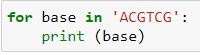 for base in 'ACGTCG':
    print (base)